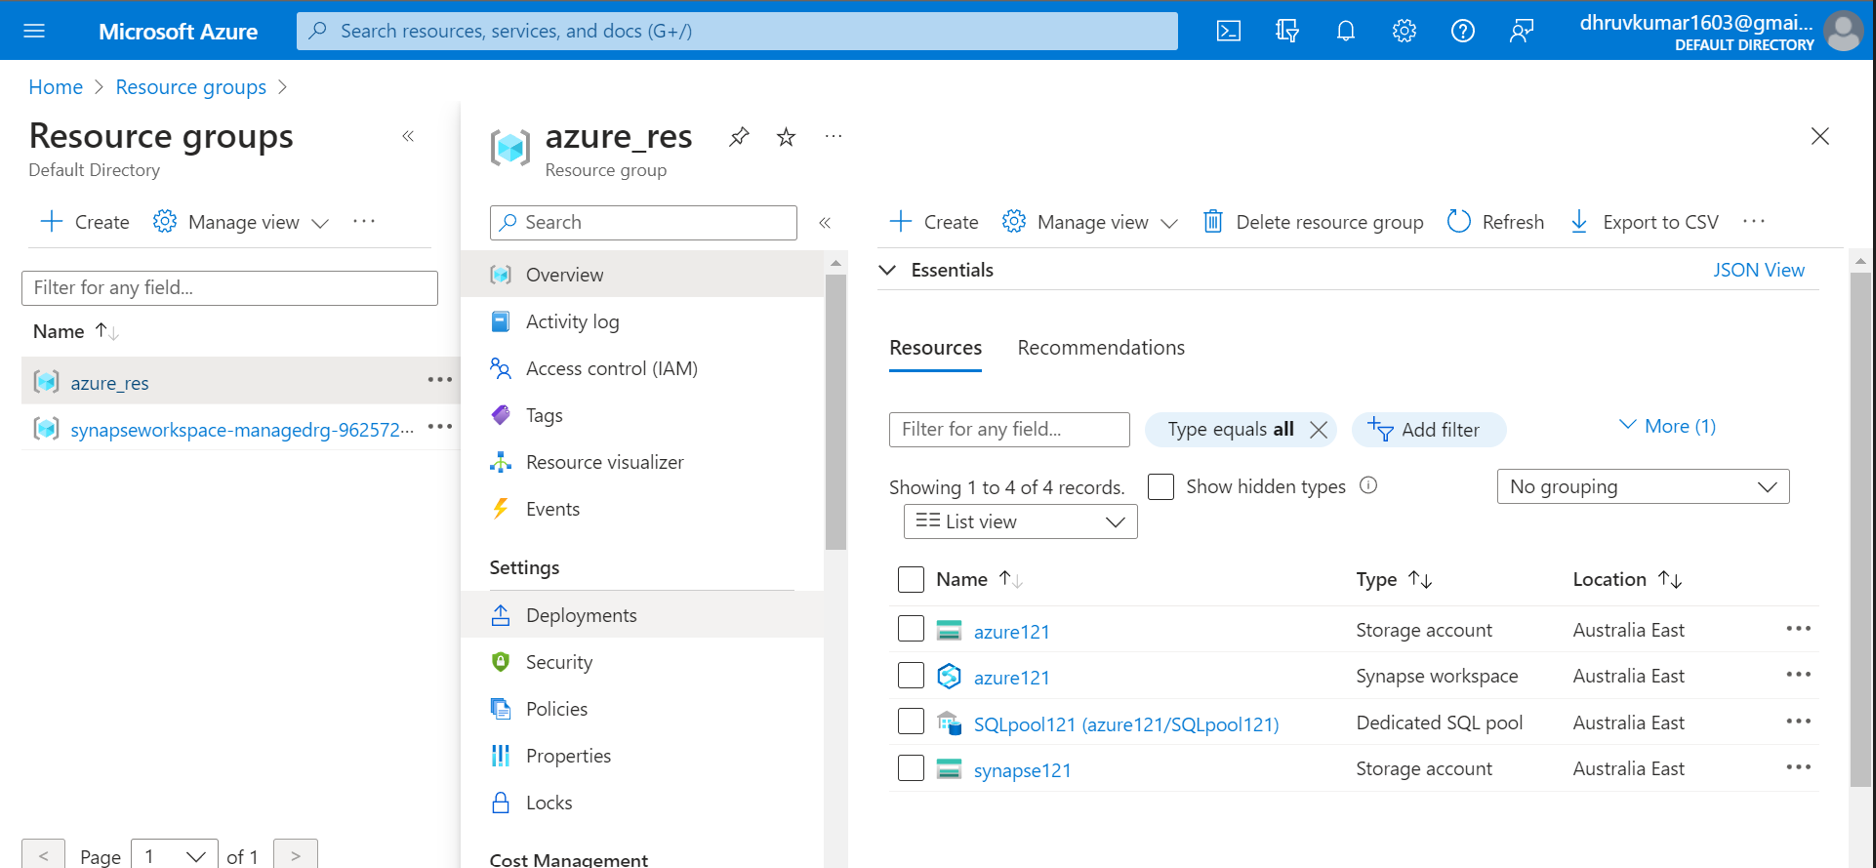 Microsoft Azure
Search resources, services, and docs (G+/)
dhruvkumar1603@gmai...
DEFAULT DIRECTORY
Home > Resource groups >
Resource groups
Default Directory
Create
Manage view
Filter for any field...
Name
azure_res
synapseworkspace-managedrg-962572...
< Page 1 of 1 >
azure_res
Resource group
Search
Overview
Activity log
Access control (IAM)
Tags
Resource visualizer
Events
Settings
Deployments
Security
Policies
Properties
Locks
Cost Management
Create
Manage view
Delete resource group
Refresh
Export to CSV
Essentials
JSON View
Resources
Recommendations
Filter for any field...
Type equals all
Add filter
More (1)
Showing 1 to 4 of 4 records.
Show hidden types
No grouping
List view
Name Type Location
azure121 Storage account Australia East
azure121 Synapse workspace Australia East
SQLpool121 (azure121/SQLpool121) Dedicated SQL pool Australia East
synapse121 Storage account Australia East